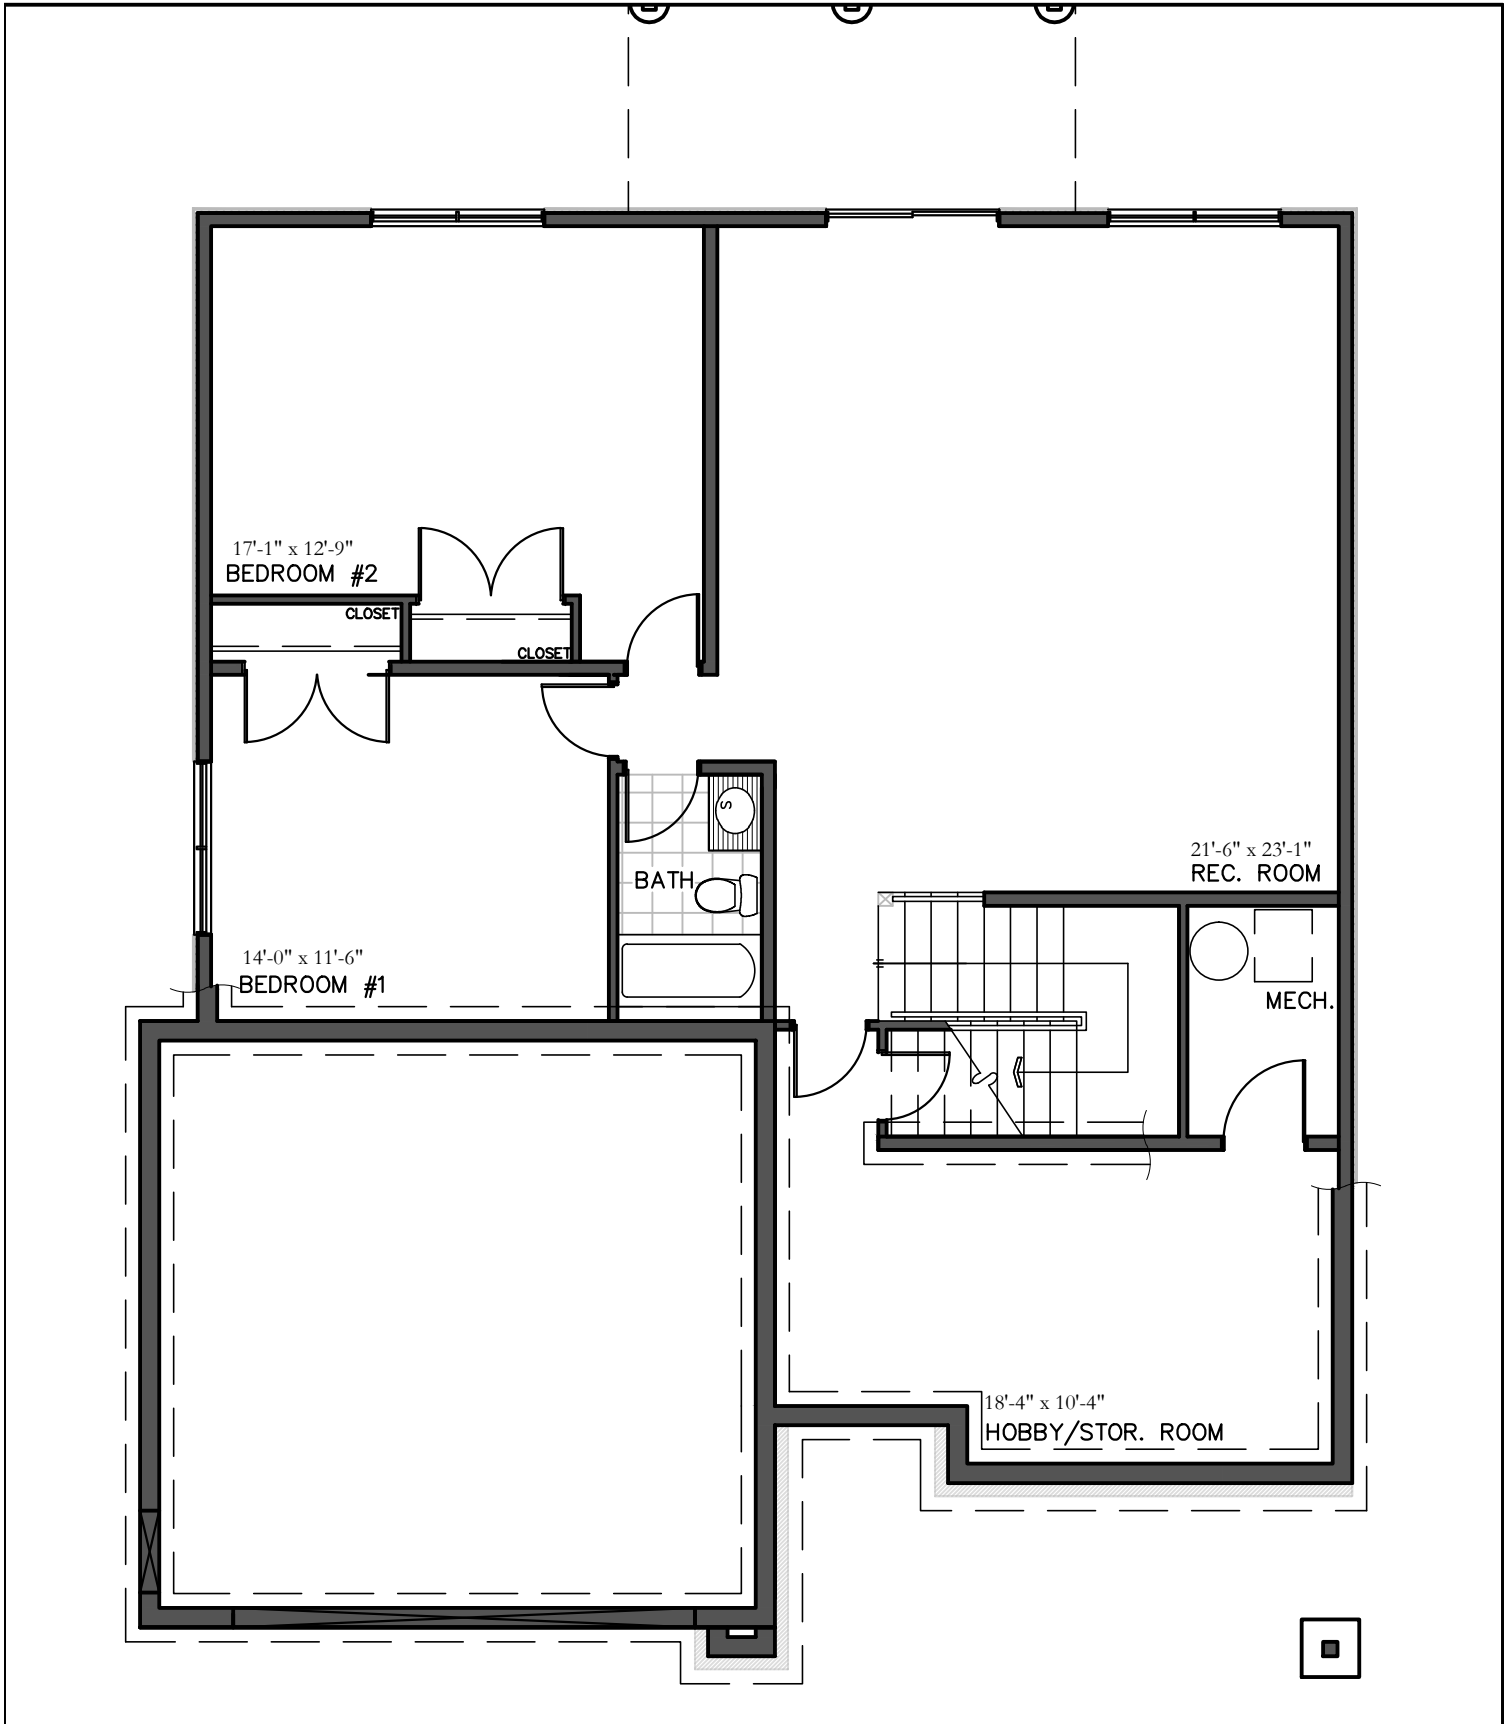 17'-1" x 12'-9"
BEDROOM #2
CLOSET
CLOSET
S
21'-6" x 23'-1"
REC. ROOM
BATH
14'-0" x 11'-6"
BEDROOM #1
MECH.
18'-4" x 10'-4"
HOBBY/STOR. ROOM